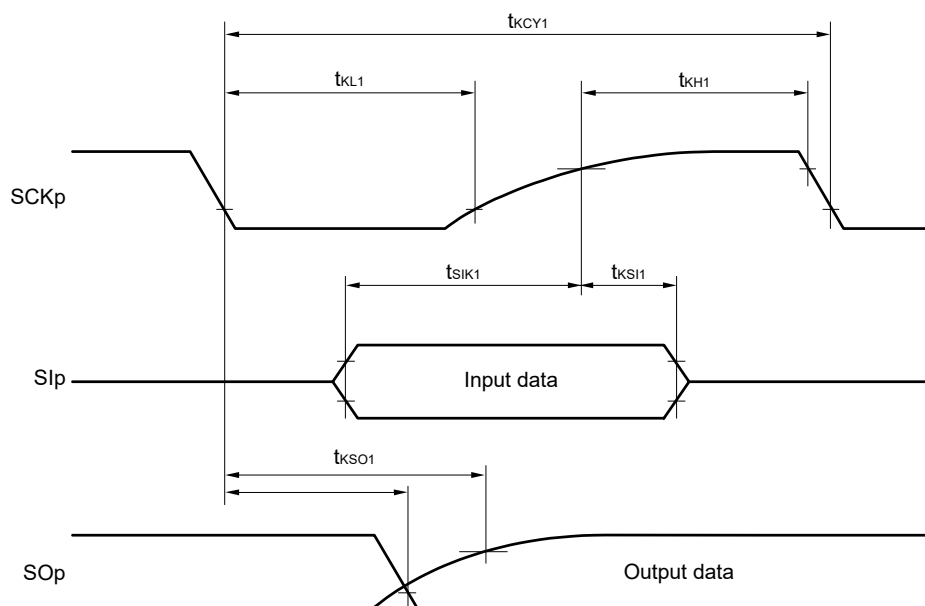 tKCY1
tKL1
tKH1
SCKp
tSIK1
tKSI1
SIp
Input data
tKSO1
SOp
Output data